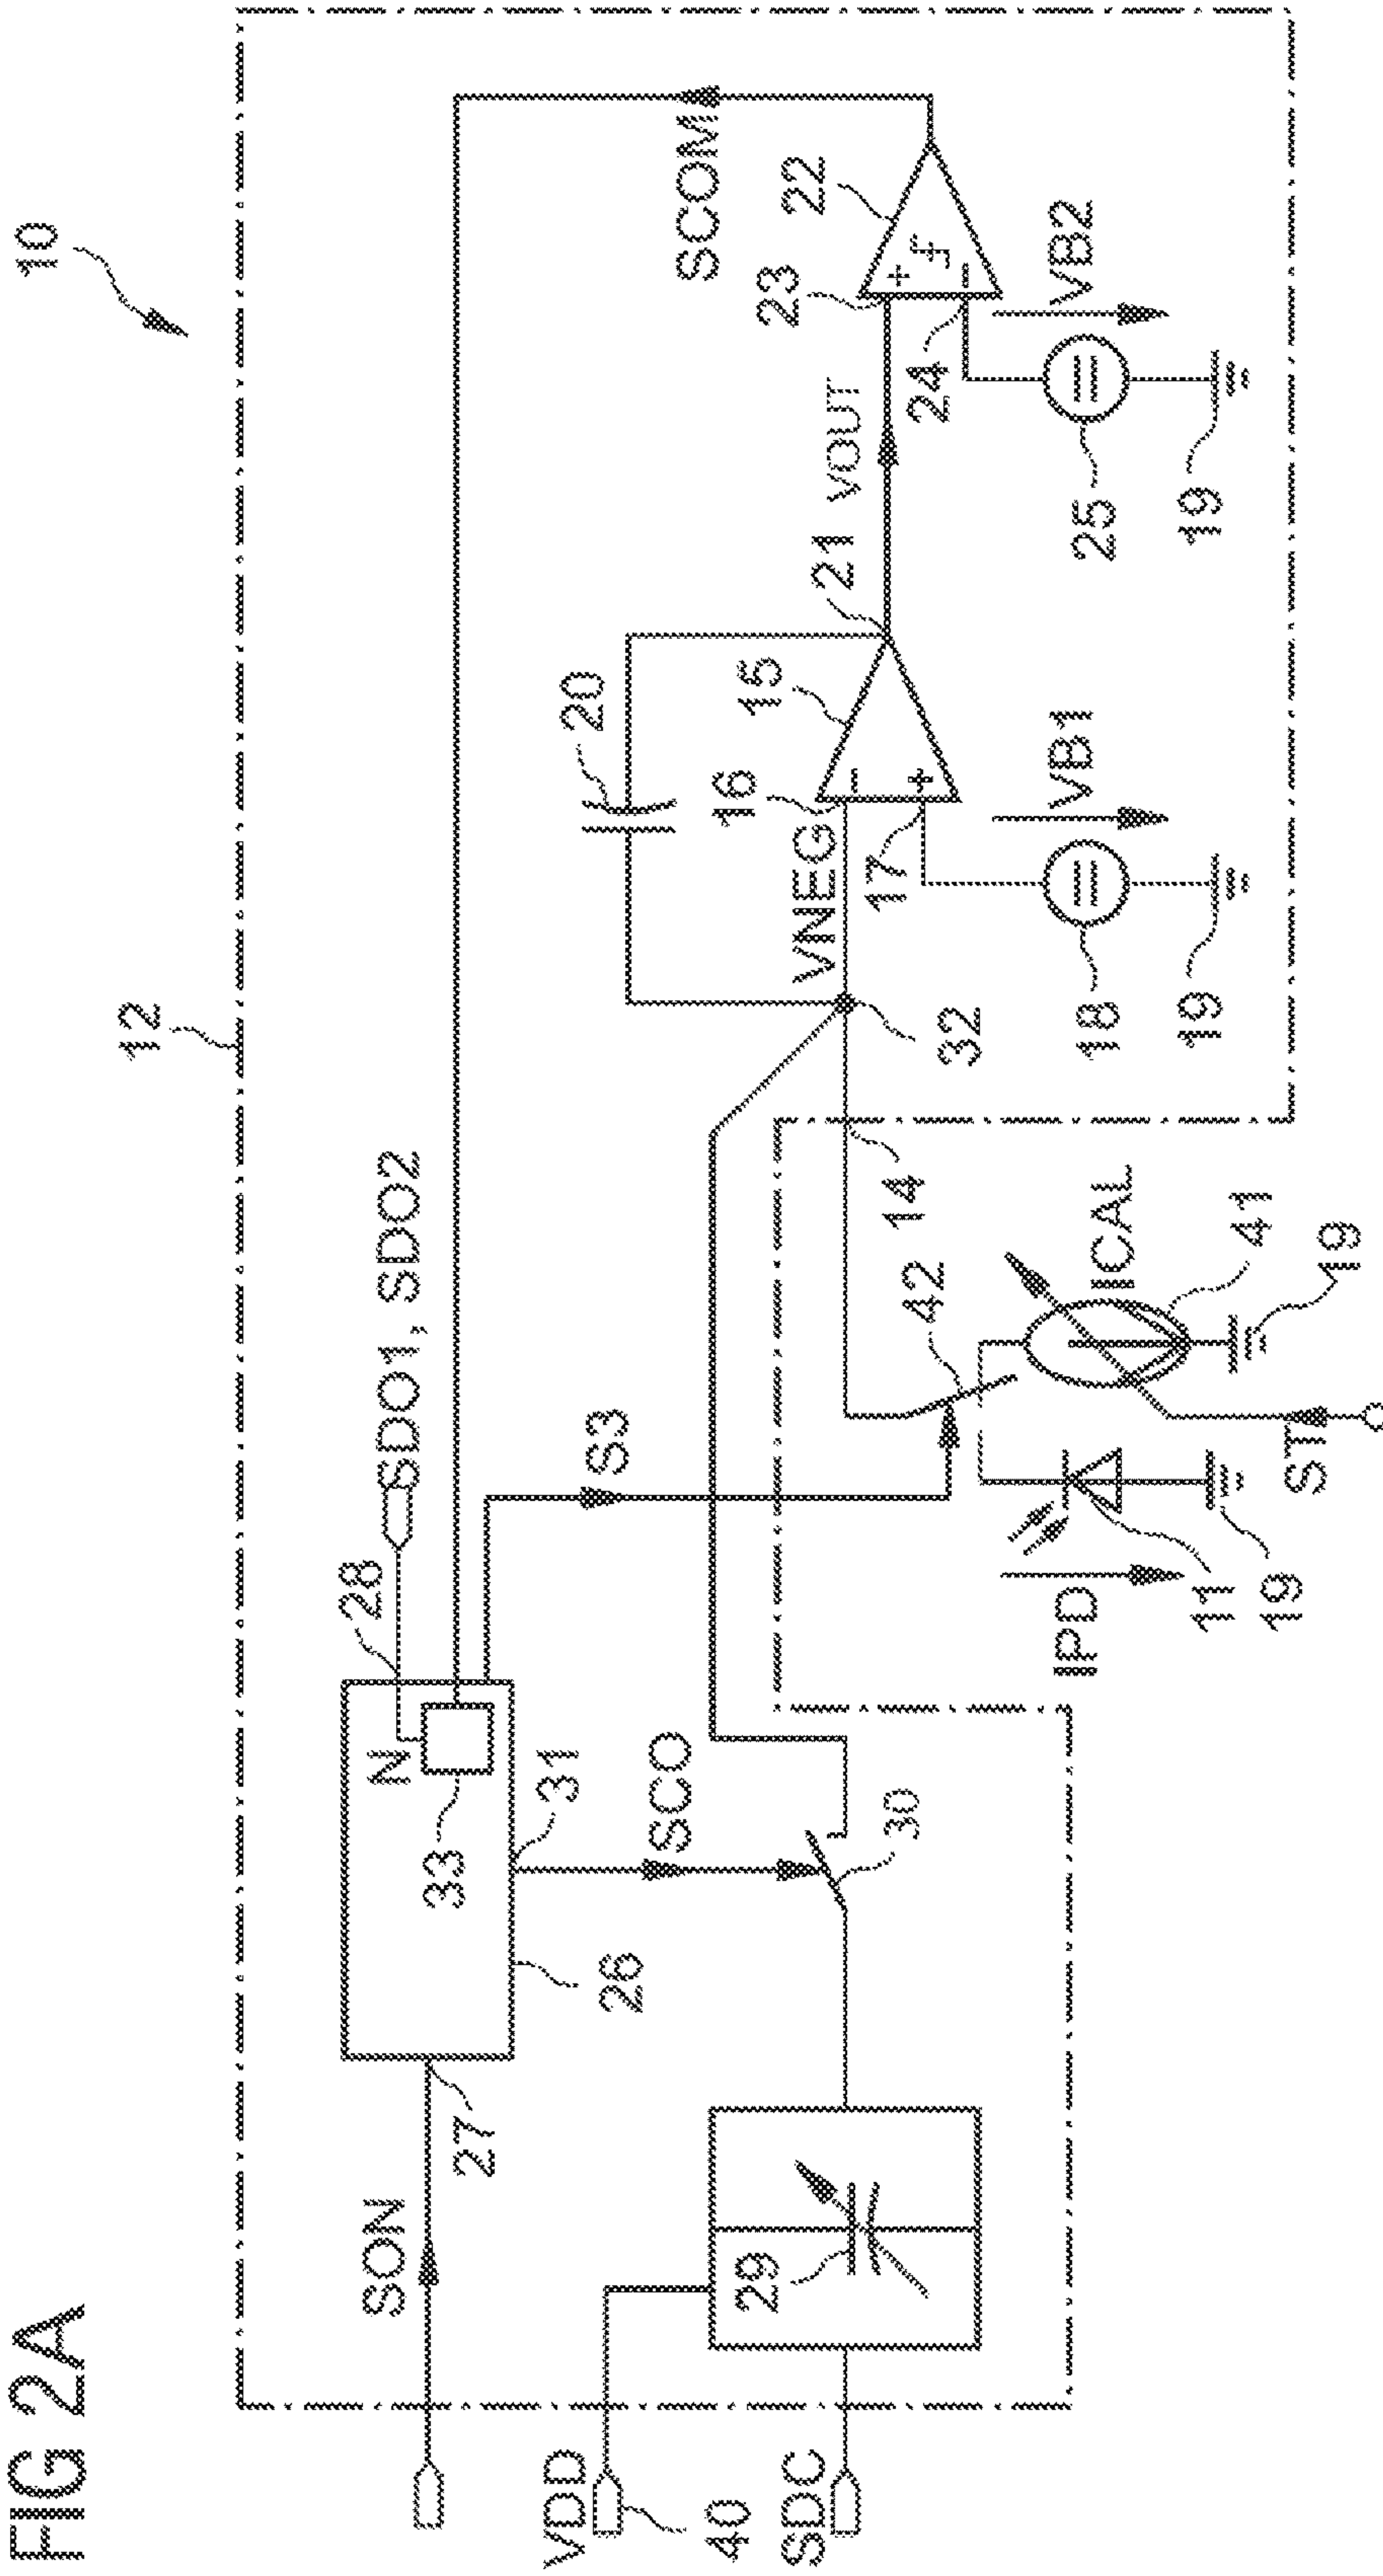 FIG 2A
10
12
SON
27
26
33
N
28
SDO1, SDO2
31
SCO
S3
SCOM
VDD
40
SDC
29
30
20
VNEG
16
15
21
VOUT
23
22
17
32
14
42
24
18
VB1
25
VB2
19
19
IPD
11
19
ICAL
41
19
STI